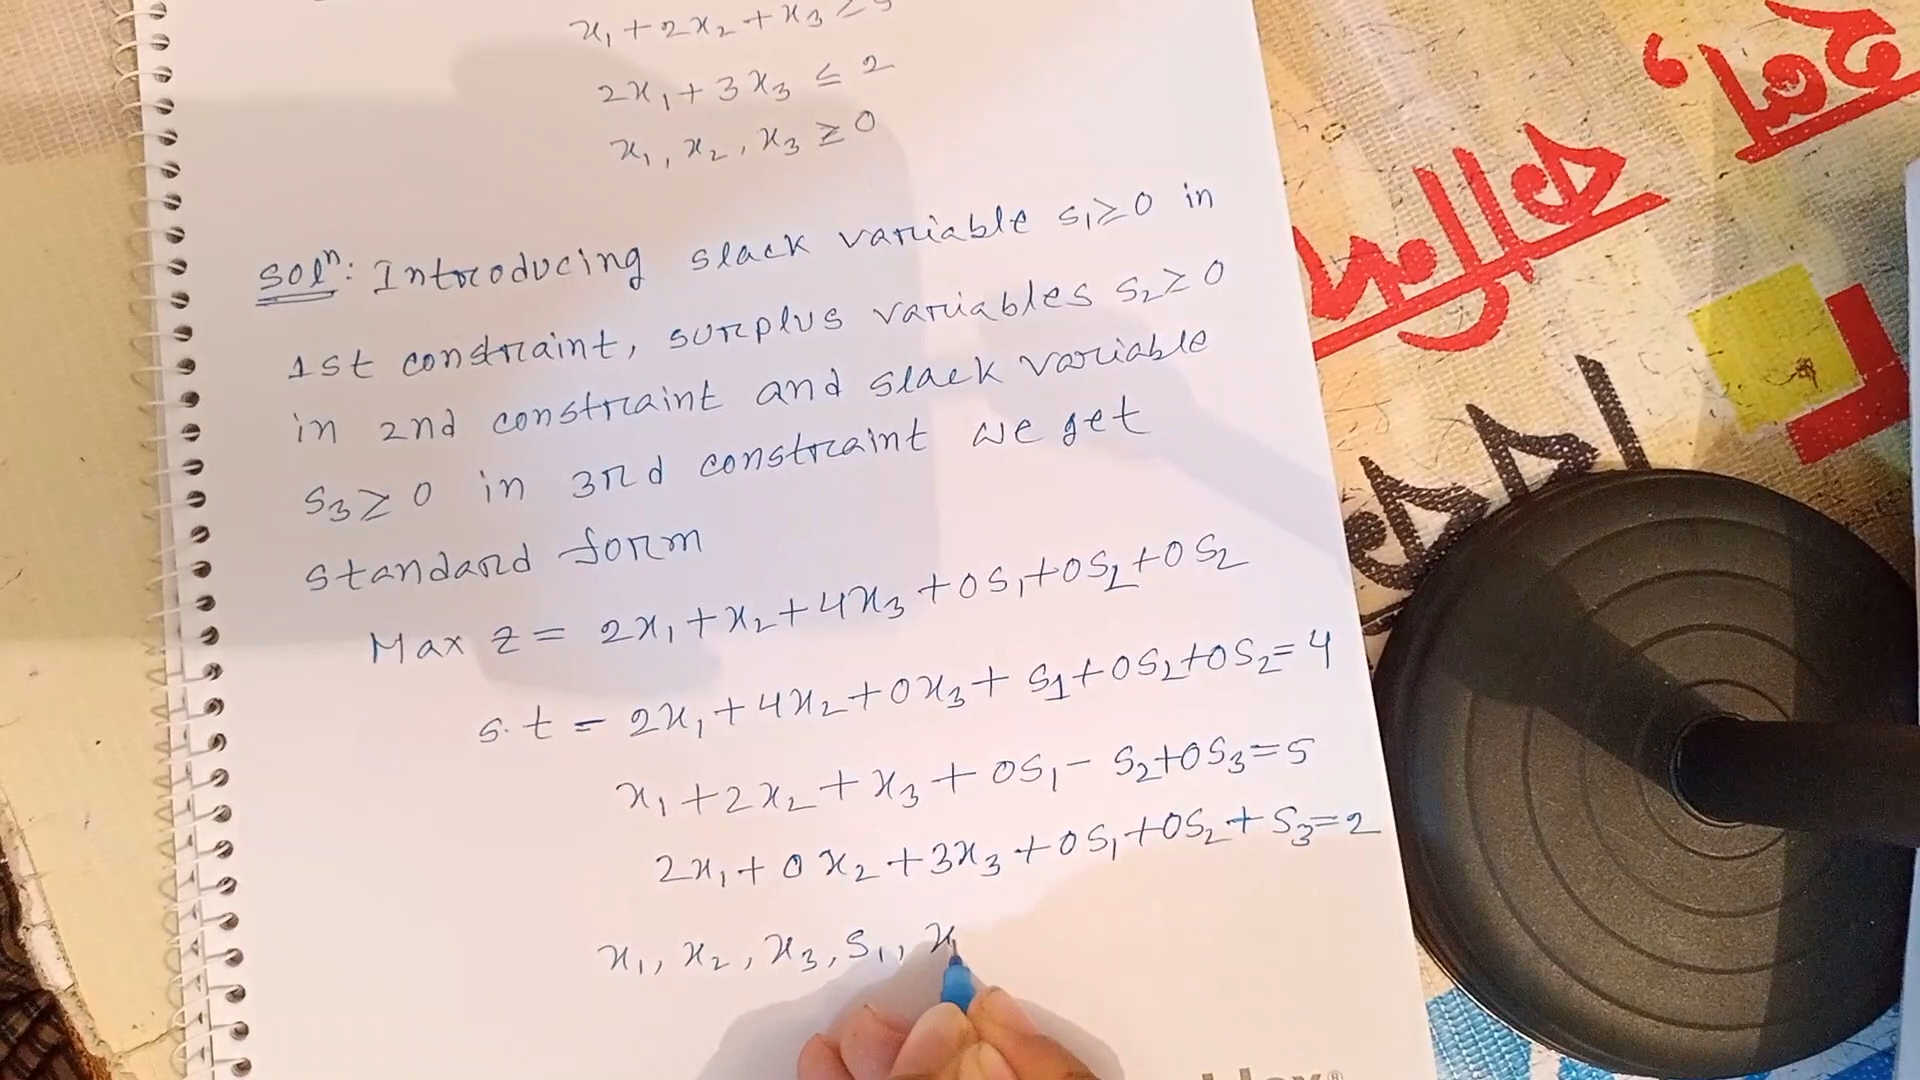 x₁ + 2x₂ + x₃ ≥ 5
2x₁ + 3x₃ ≤ 2
x₁, x₂, x₃ ≥ 0
Solⁿ: Introducing slack variable s₁≥0 in
1st constraint, surplus variables s₂≥0
in 2nd constraint and slack variable
s₃≥0 in 3rd constraint we get
standard form
Max z = 2x₁+x₂+4x₃+0s₁+0s₂+0s₂
s.t = 2x₁+4x₂+0x₃+s₁+0s₂+0s₂=4
x₁+2x₂+x₃+0s₁-s₂+0s₃=5
2x₁+0x₂+3x₃+0s₁+0s₂+s₃=2
x₁, x₂, x₃, s₁, x